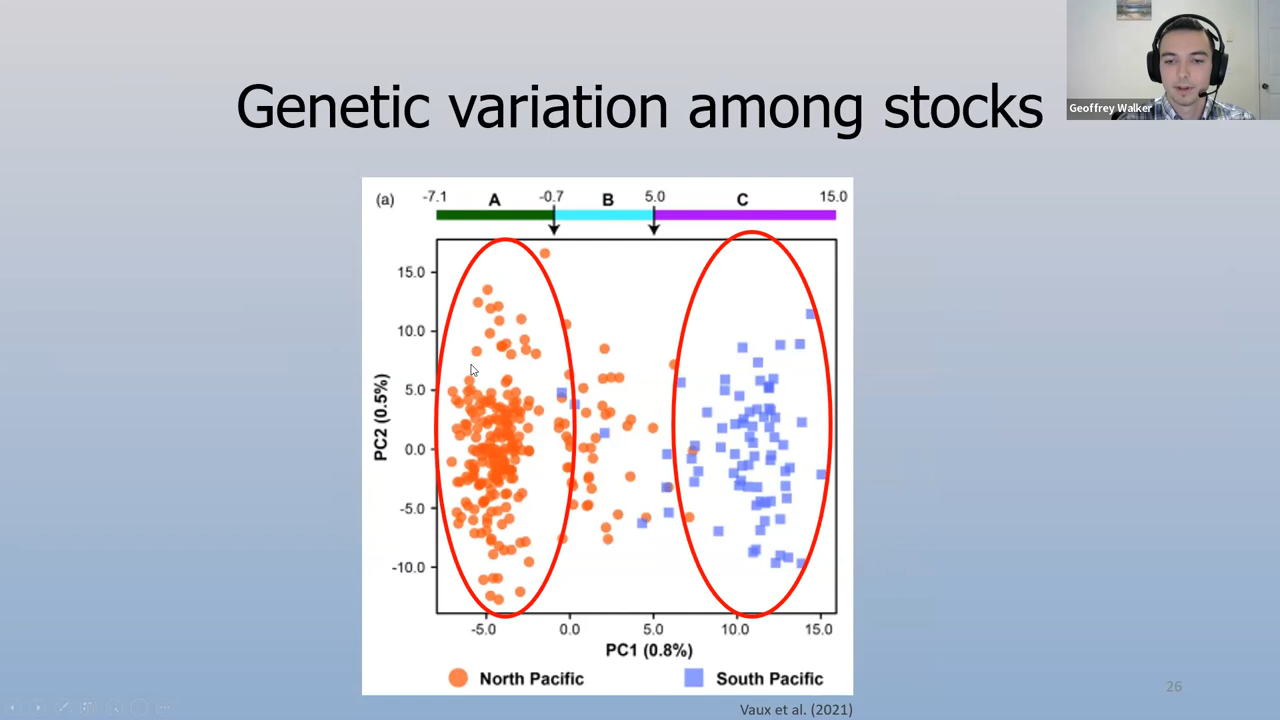 Genetic variation among stocks
Geoffrey Walker
(a)
-7.1 A -0.7 B 5.0 C 15.0
15.0
10.0
5.0
0.0
-5.0
-10.0
PC2 (0.5%)
-5.0 0.0 5.0 10.0 15.0
PC1 (0.8%)
North Pacific South Pacific
Vaux et al. (2021)
26